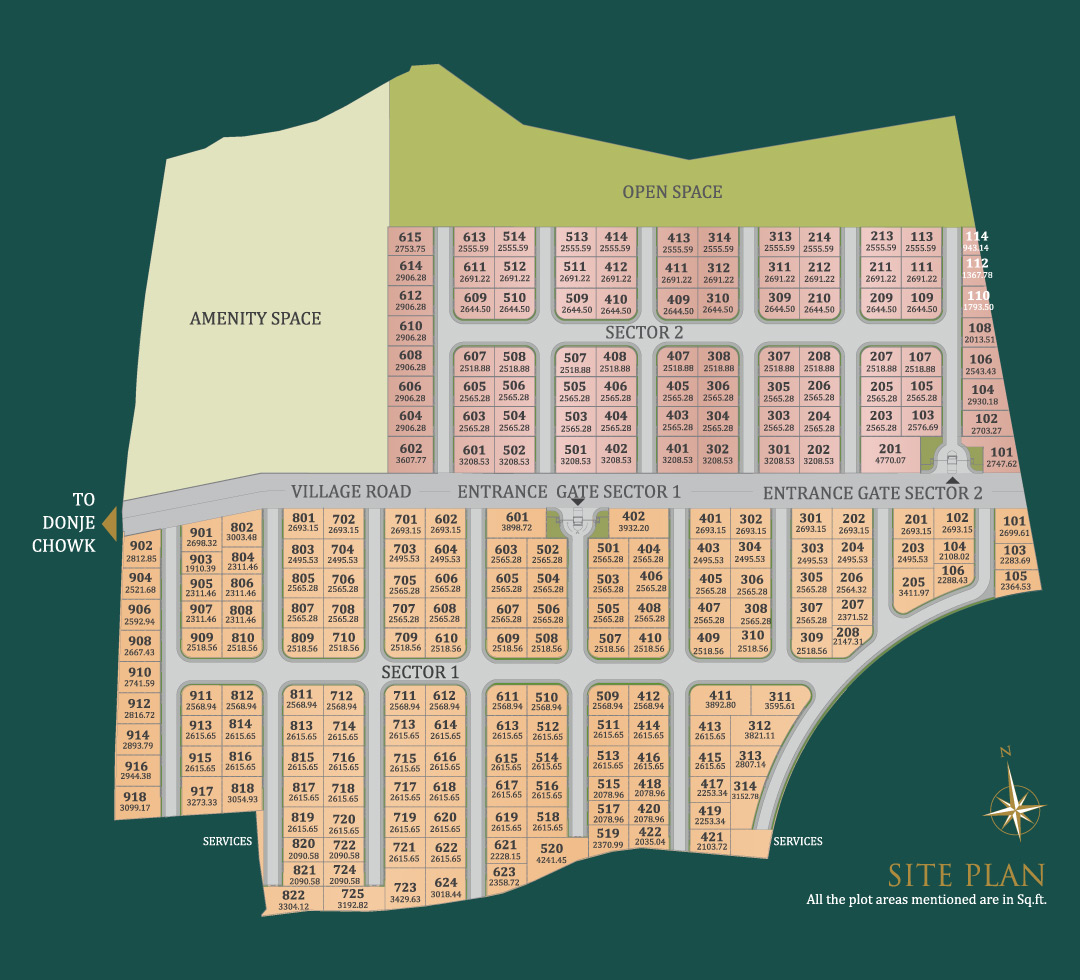 OPEN SPACE
AMENITY SPACE
615 613 514 513 414 413 314 313 214 213 113 114
2753.75 2555.59 2555.59 2555.59 2555.59 2555.59 2555.59 2555.59 2555.59 2555.59 2555.59 943.14
614 611 512 511 412 411 312 311 212 211 111 112
2906.28 2691.22 2691.22 2691.22 2691.22 2691.22 2691.22 2691.22 2691.22 2691.22 2691.22 1367.78
612 609 510 509 410 409 310 309 210 209 109 110
2906.28 2644.50 2644.50 2644.50 2644.50 2644.50 2644.50 2644.50 2644.50 2644.50 2644.50 1793.50
610 108
2906.28 2013.51
SECTOR 2
608 607 508 507 408 407 308 307 208 207 107 106
2906.28 2518.88 2518.88 2518.88 2518.88 2518.88 2518.88 2518.88 2518.88 2518.88 2518.88 2543.43
606 605 506 505 406 405 306 305 206 205 105 104
2906.28 2565.28 2565.28 2565.28 2565.28 2565.28 2565.28 2565.28 2565.28 2565.28 2565.28 2930.18
604 603 504 503 404 403 304 303 204 203 103 102
2906.28 2565.28 2565.28 2565.28 2565.28 2565.28 2565.28 2565.28 2565.28 2565.28 2576.69 2703.27
602 601 502 501 402 401 302 301 202 201 101
3607.77 3208.53 3208.53 3208.53 3208.53 3208.53 3208.53 3208.53 3208.53 4770.07 2747.62
VILLAGE ROAD ENTRANCE GATE SECTOR 1 ENTRANCE GATE SECTOR 2
TO
DONJE
CHOWK
901 802 801 702 701 602 601 402 401 302 301 202 201 102 101
2698.32 3003.48 2693.15 2693.15 2693.15 2693.15 3898.72 3932.20 2693.15 2693.15 2693.15 2693.15 2693.15 2693.15 2699.61
902 903 804 803 704 703 604 603 502 501 404 403 304 303 204 203 104 103
2812.85 1910.39 2311.46 2495.53 2495.53 2495.53 2495.53 2565.28 2565.28 2565.28 2565.28 2495.53 2495.53 2495.53 2495.53 2495.53 2108.02 2283.69
904 905 806 805 706 705 606 605 504 503 406 405 306 305 206 205 106 105
2521.68 2311.46 2311.46 2565.28 2565.28 2565.28 2565.28 2565.28 2565.28 2565.28 2565.28 2565.28 2565.28 2565.28 2564.32 3411.97 2288.43 2364.53
906 907 808 807 708 707 608 607 506 505 408 407 308 307 207
2592.94 2311.46 2311.46 2565.28 2565.28 2565.28 2565.28 2565.28 2565.28 2565.28 2565.28 2565.28 2565.28 2565.28 2371.52
908 909 810 809 710 709 610 609 508 507 410 409 310 309 208
2667.43 2518.56 2518.56 2518.56 2518.56 2518.56 2518.56 2518.56 2518.56 2518.56 2518.56 2518.56 2518.56 2518.56 2147.31
910
2741.59
SECTOR 1
912 911 812 811 712 711 612 611 510 509 412 411 311
2816.72 2568.94 2568.94 2568.94 2568.94 2568.94 2568.94 2568.94 2568.94 2568.94 2568.94 3892.80 3595.61
914 913 814 813 714 713 614 613 512 511 414 413 312
2893.79 2615.65 2615.65 2615.65 2615.65 2615.65 2615.65 2615.65 2615.65 2615.65 2615.65 2615.65 3821.11
916 915 816 815 716 715 616 615 514 513 416 415 313
2944.38 2615.65 2615.65 2615.65 2615.65 2615.65 2615.65 2615.65 2615.65 2615.65 2615.65 2615.65 2807.14
918 917 818 817 718 717 618 617 516 515 418 417 314
3099.17 3273.33 3054.93 2615.65 2615.65 2615.65 2615.65 2615.65 2615.65 2078.96 2078.96 2253.34 3152.78
819 720 719 620 619 518 517 420 419
2615.65 2615.65 2615.65 2615.65 2615.65 2615.65 2078.96 2078.96 2253.34
SERVICES 820 722 721 622 621 520 519 422 421 SERVICES
2090.58 2090.58 2615.65 2615.65 2228.15 4241.45 2370.99 2035.04 2103.72
821 724 723 624 623
2090.58 2090.58 3429.63 3018.44 2358.72
822 725
3304.12 3192.82
N
SITE PLAN
All the plot areas mentioned are in Sq.ft.